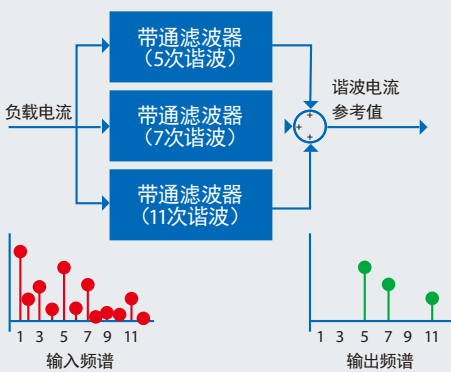 带通滤波器
（5次谐波）
负载电流
带通滤波器
（7次谐波）
谐波电流
参考值
+
+
+
带通滤波器
（11次谐波）
1 3 5 7 9 11
输入频谱
1 3 5 7 9 11
输出频谱